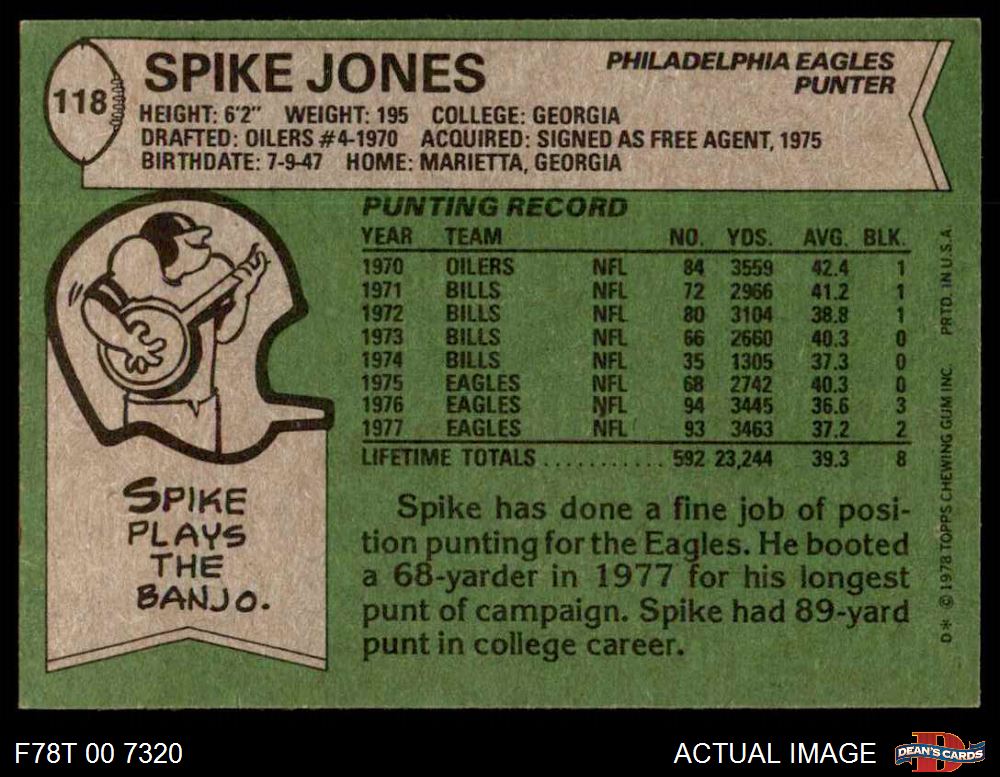 118
SPIKE JONES
PHILADELPHIA EAGLES
PUNTER
HEIGHT: 6'2" WEIGHT: 195 COLLEGE: GEORGIA
DRAFTED: OILERS #4-1970 ACQUIRED: SIGNED AS FREE AGENT, 1975
BIRTHDATE: 7-9-47 HOME: MARIETTA, GEORGIA
PUNTING RECORD
YEAR TEAM NO. YDS. AVG. BLK.
1970 OILERS NFL 84 3559 42.4 1
1971 BILLS NFL 72 2966 41.2 1
1972 BILLS NFL 80 3104 38.8 1
1973 BILLS NFL 66 2660 40.3 0
1974 BILLS NFL 35 1305 37.3 0
1975 EAGLES NFL 68 2742 40.3 0
1976 EAGLES NFL 94 3445 36.6 3
1977 EAGLES NFL 93 3463 37.2 2
LIFETIME TOTALS ........... 592 23,244 39.3 8
SPIKE
PLAYS
THE
BANJO.
Spike has done a fine job of posi-
tion punting for the Eagles. He booted
a 68-yarder in 1977 for his longest
punt of campaign. Spike had 89-yard
punt in college career.
D* © 1978 TOPPS CHEWING GUM INC. PRTD. IN U.S.A.
F78T 00 7320
ACTUAL IMAGE
DEAN'S CARDS